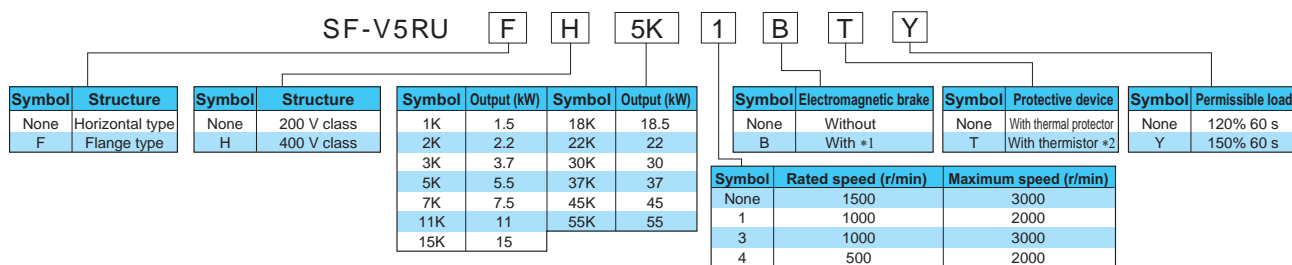 SF-V5RU F H 5K 1 B T Y
Symbol Structure
None Horizontal type
F Flange type
Symbol Structure
None 200 V class
H 400 V class
Symbol Output (kW) Symbol Output (kW)
1K 1.5 18K 18.5
2K 2.2 22K 22
3K 3.7 30K 30
5K 5.5 37K 37
7K 7.5 45K 45
11K 11 55K 55
15K 15
Symbol Electromagnetic brake
None Without
B With *1
Symbol Protective device
None With thermal protector
T With thermistor *2
Symbol Permissible load
None 120% 60 s
Y 150% 60 s
Symbol Rated speed (r/min) Maximum speed (r/min)
None 1500 3000
1 1000 2000
3 1000 3000
4 500 2000